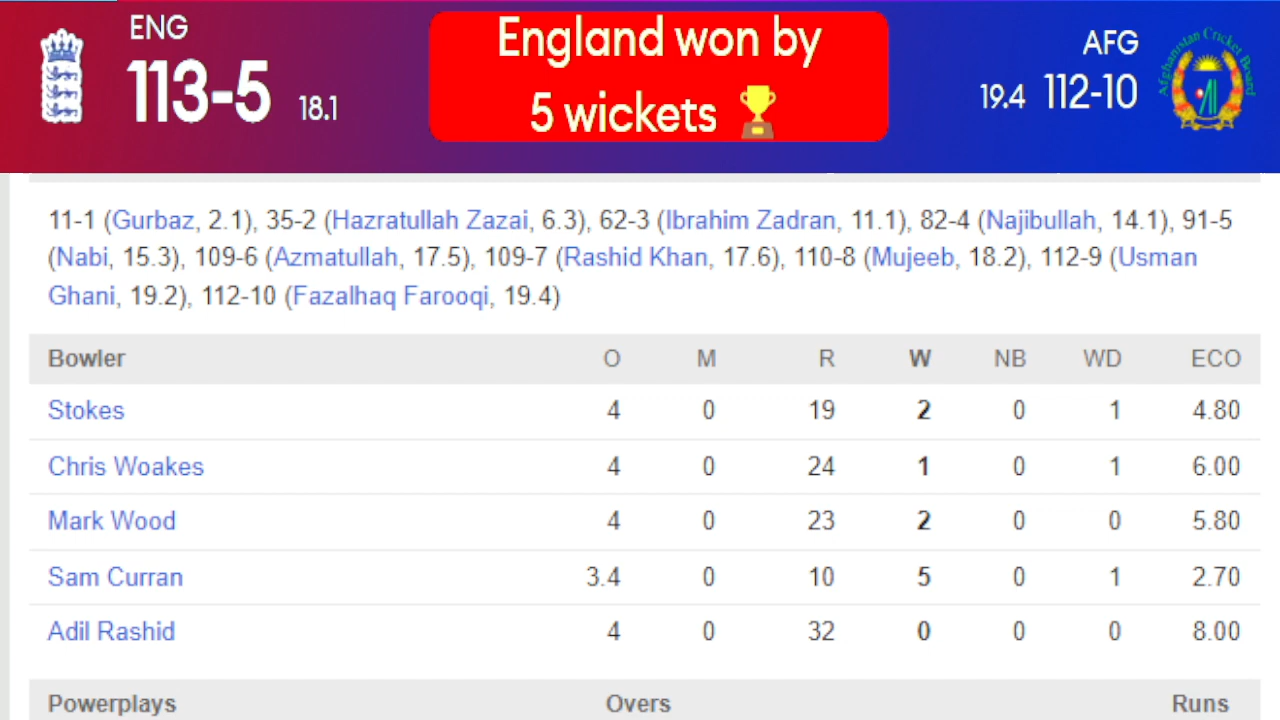 ENG
113-5 18.1
England won by
5 wickets
AFG
19.4 112-10
Afghanistan Cricket Board
11-1 (Gurbaz, 2.1), 35-2 (Hazratullah Zazai, 6.3), 62-3 (Ibrahim Zadran, 11.1), 82-4 (Najibullah, 14.1), 91-5
(Nabi, 15.3), 109-6 (Azmatullah, 17.5), 109-7 (Rashid Khan, 17.6), 110-8 (Mujeeb, 18.2), 112-9 (Usman
Ghani, 19.2), 112-10 (Fazalhaq Farooqi, 19.4)
Bowler O M R W NB WD ECO
Stokes 4 0 19 2 0 1 4.80
Chris Woakes 4 0 24 1 0 1 6.00
Mark Wood 4 0 23 2 0 0 5.80
Sam Curran 3.4 0 10 5 0 1 2.70
Adil Rashid 4 0 32 0 0 0 8.00
Powerplays Overs Runs